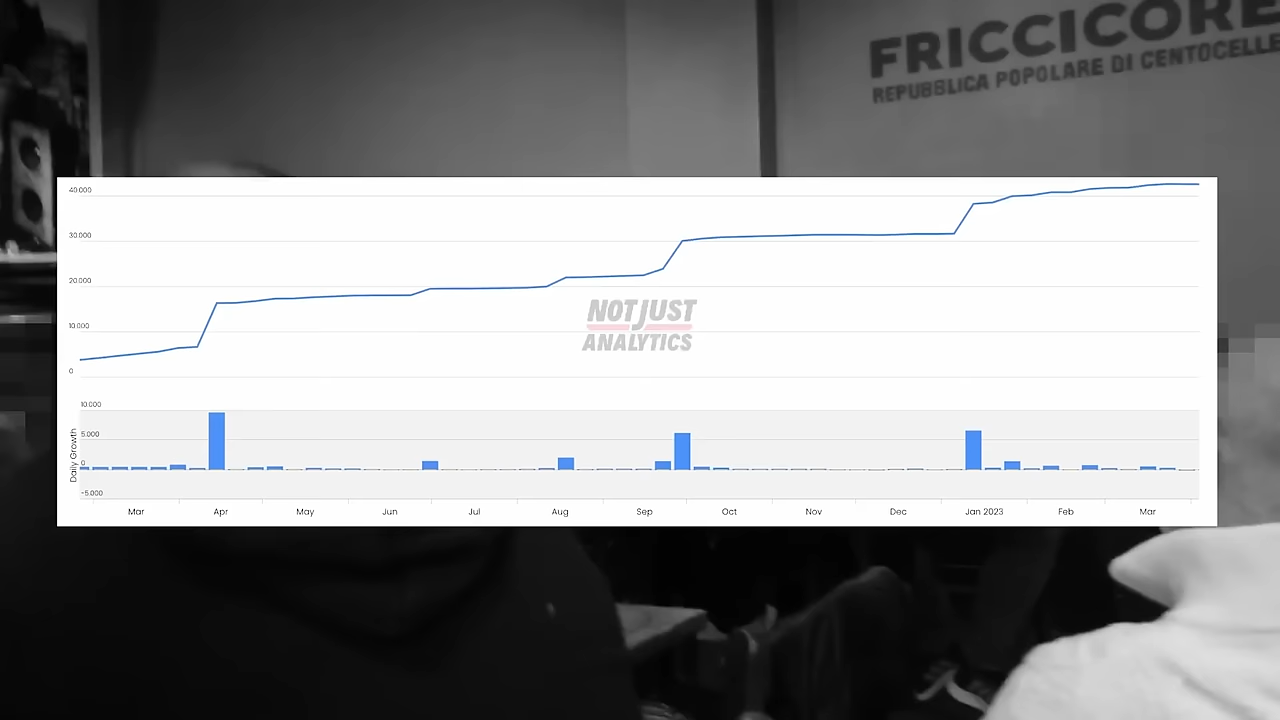 FRICCICORE
REPUBBLICA POPOLARE DI CENTOCELLE
40.000
30.000
20.000
10.000
0
NOTJUST
ANALYTICS
10.000
5.000
0
-5.000
Daily Growth
Mar
Apr
May
Jun
Jul
Aug
Sep
Oct
Nov
Dec
Jan 2023
Feb
Mar